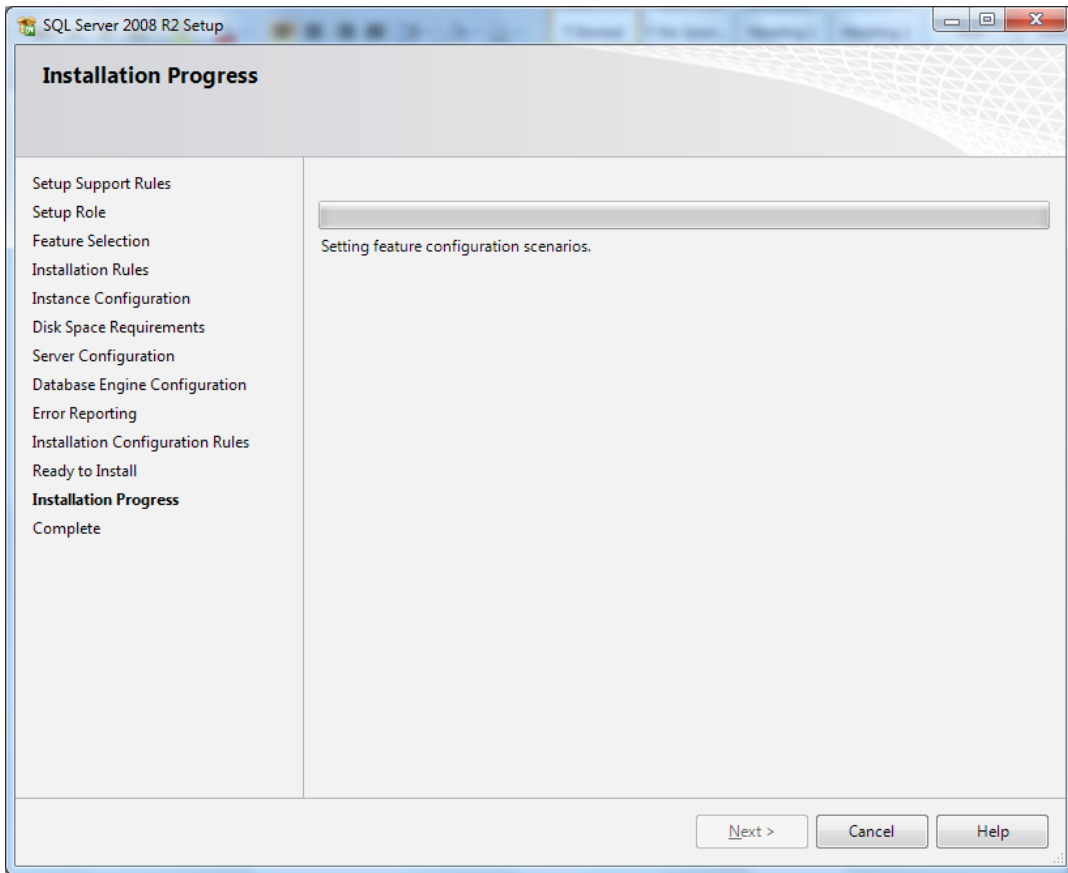 SQL Server 2008 R2 Setup
Installation Progress
Setup Support Rules
Setup Role
Feature Selection
Installation Rules
Instance Configuration
Disk Space Requirements
Server Configuration
Database Engine Configuration
Error Reporting
Installation Configuration Rules
Ready to Install
Installation Progress
Complete
Setting feature configuration scenarios.
Next >
Cancel
Help